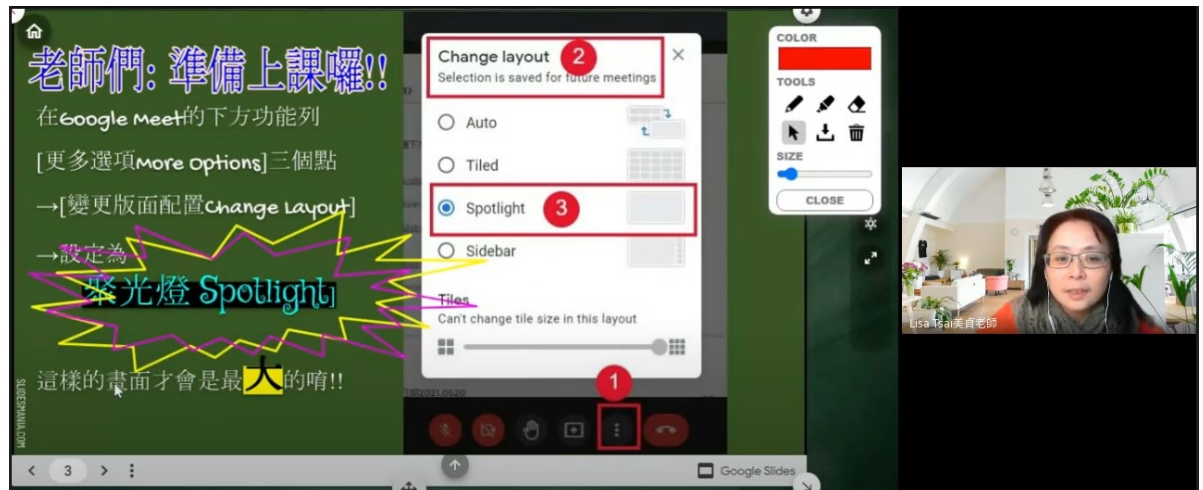 老師們: 準備上課囉!!
在Google Meet的下方功能列
[更多選項More Options]三個點
→[變更版面配置Change Layout]
→設定為
聚光燈 Spotlight]
這樣的畫面才會是最大的唷!!
SLIDESMANIA.COM
Change layout
2
Selection is saved for future meetings
Auto
Tiled
Spotlight
3
Sidebar
Tiles
Can't change tile size in this layout
1
COLOR
TOOLS
SIZE
CLOSE
Lisa Tsai美貞老師
3
Google Slides